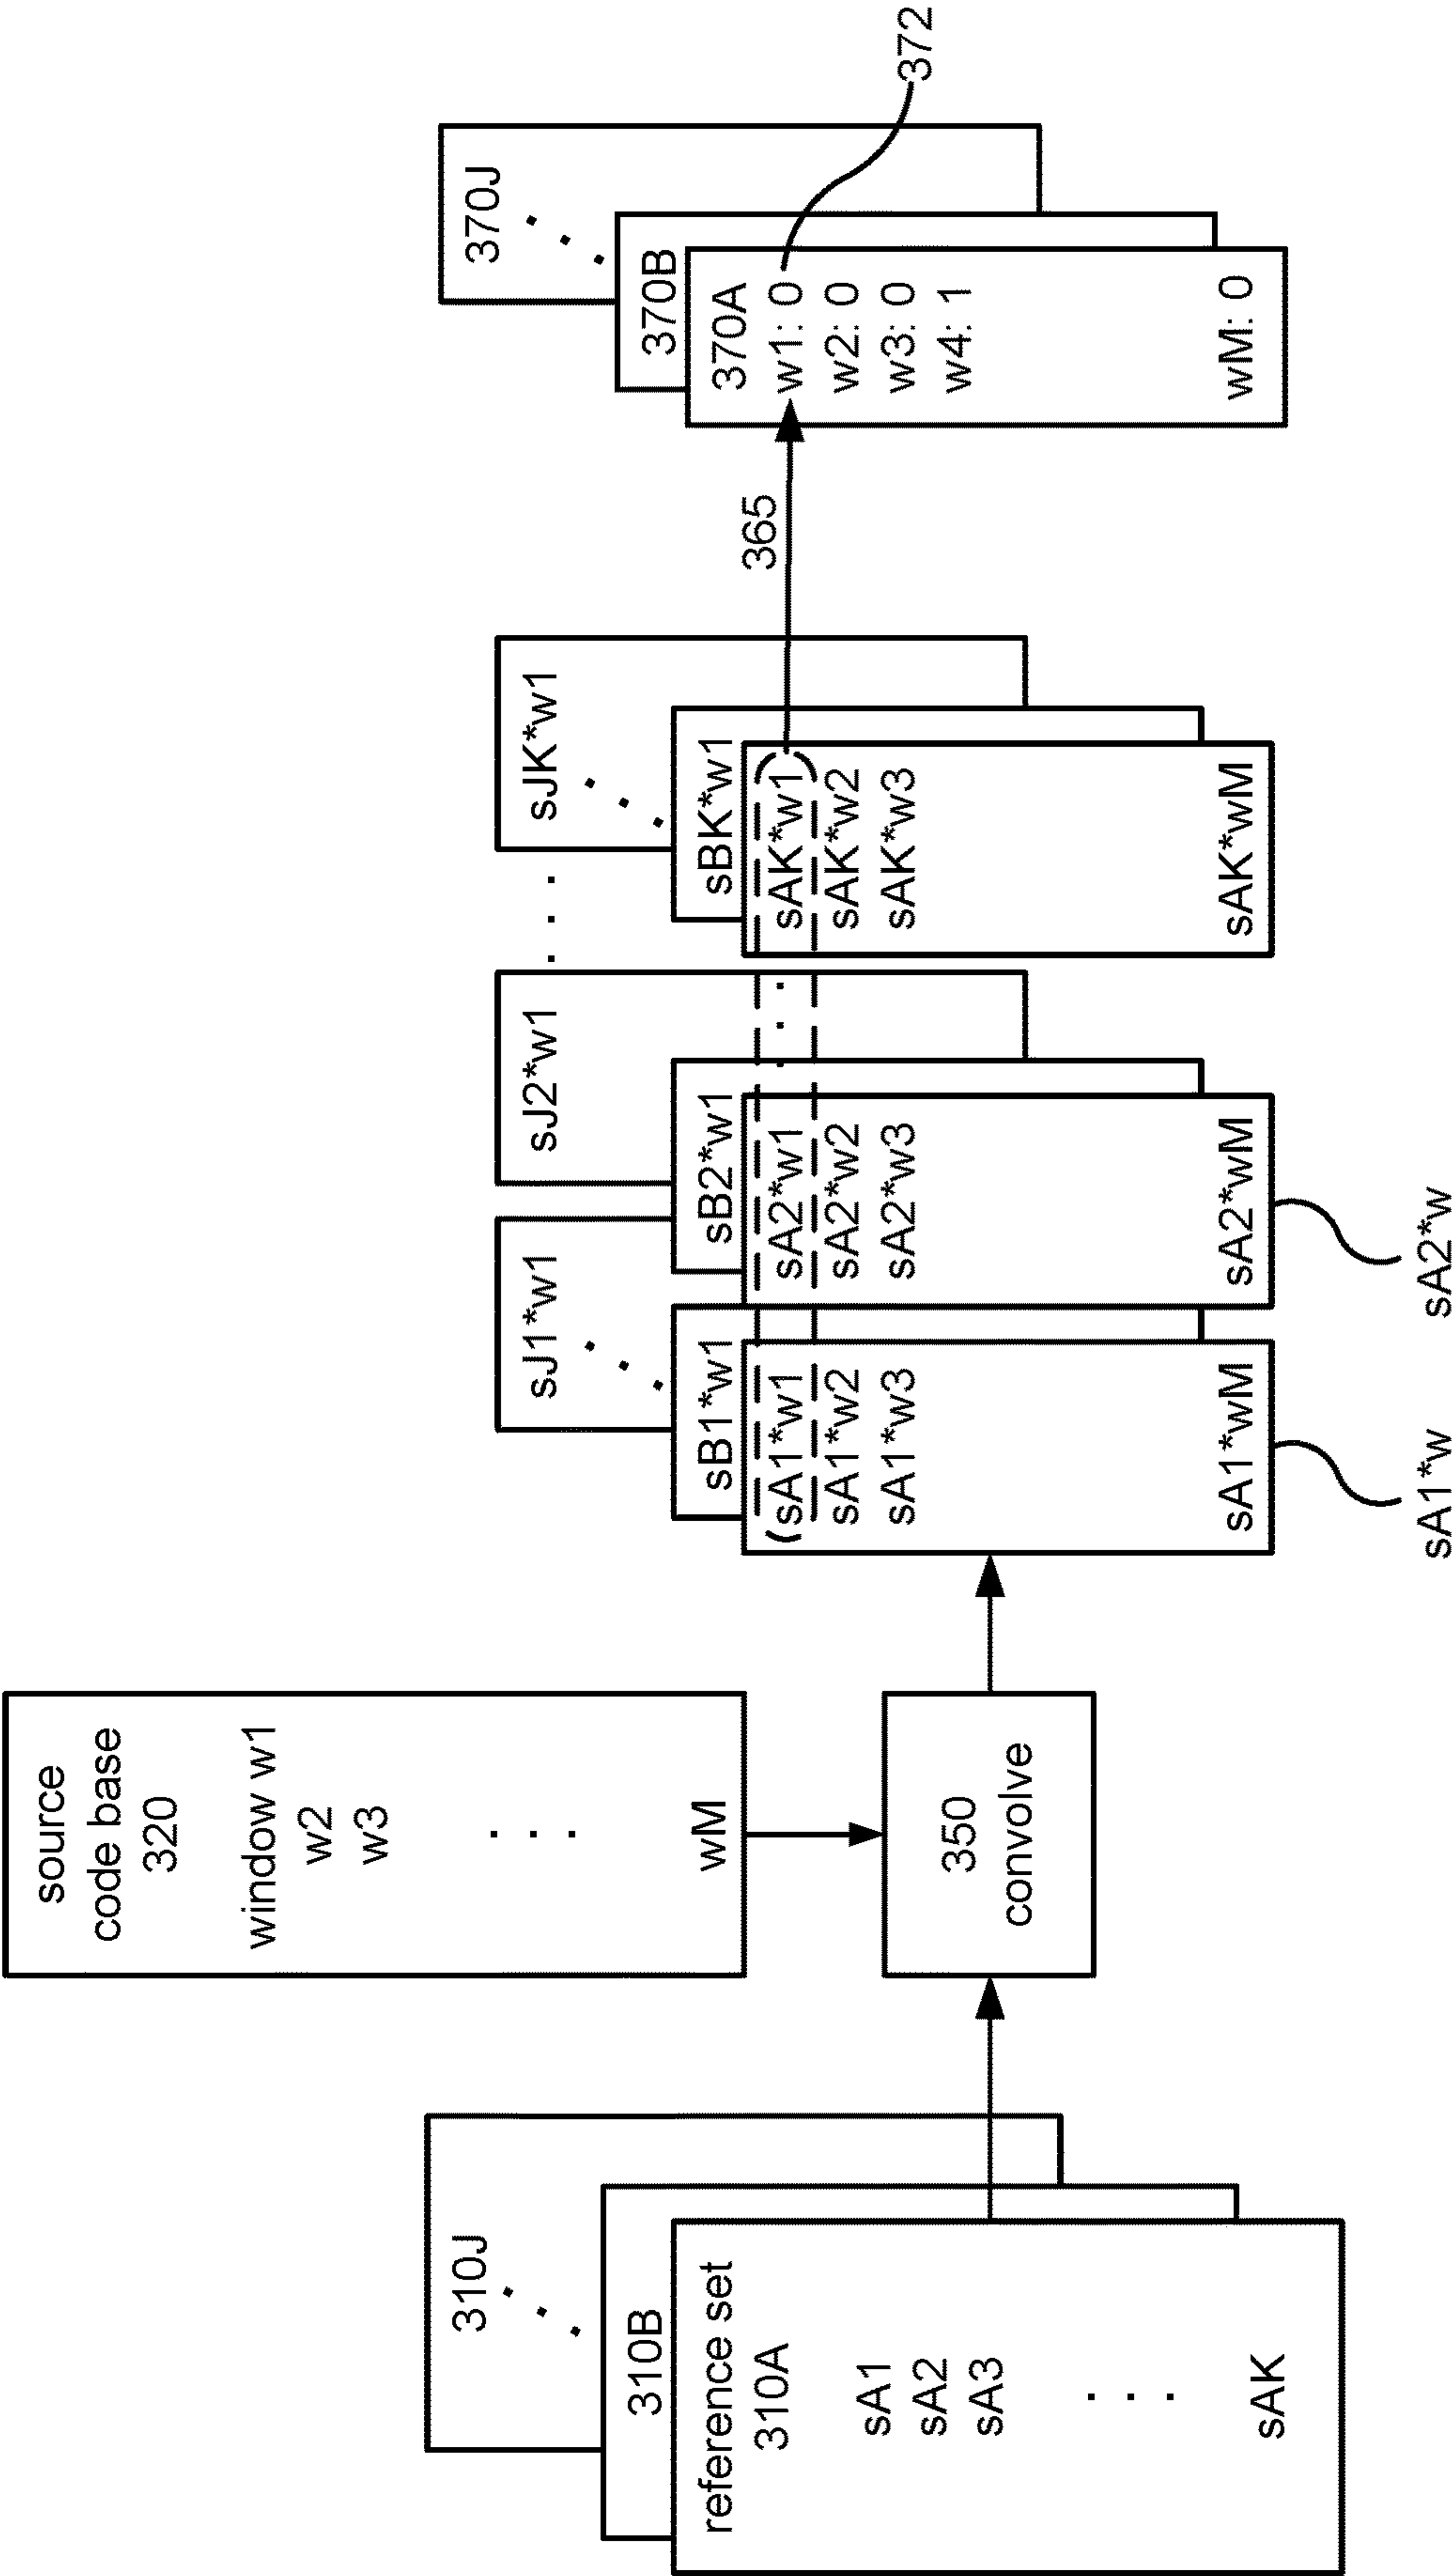 source
code base
320
window w1
w2
w3
. . .
wM
310J
. . .
310B
reference set
310A
sA1
sA2
sA3
. . .
sAK
350
convolve
sJ1*w1
. . .
sB1*w1
sA1*w1
sA1*w2
sA1*w3
sA1*wM
sA1*w
sJ2*w1
sB2*w1
sA2*w1
sA2*w2
sA2*w3
sA2*wM
sA2*w
. . .
. . .
sJK*w1
. . .
sBK*w1
sAK*w1
sAK*w2
sAK*w3
sAK*wM
365
370J
. . .
370B
370A
w1: 0
w2: 0
w3: 0
w4: 1
wM: 0
372